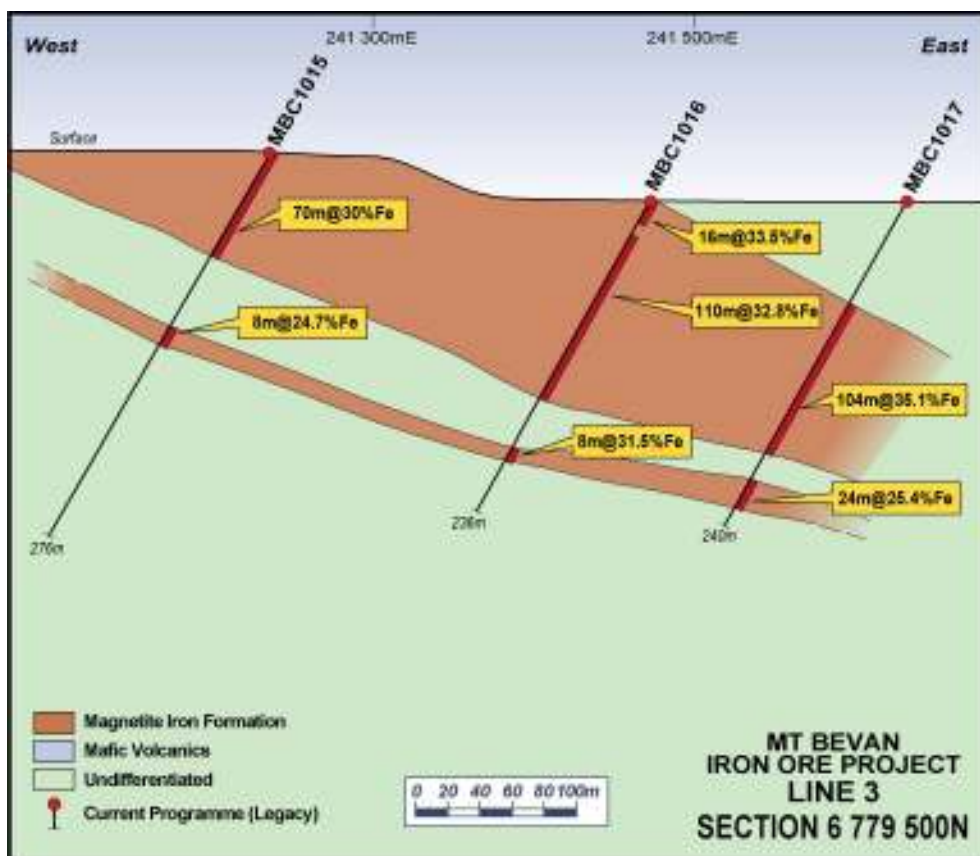 West
241 300mE
241 500mE
East
MBC1015
MBC1016
MBC1017
Surface
70m@30%Fe
16m@33.5%Fe
110m@32.8%Fe
8m@24.7%Fe
104m@35.1%Fe
8m@31.5%Fe
24m@25.4%Fe
276m
236m
240m
Magnetite Iron Formation
Mafic Volcanics
Undifferentiated
Current Programme (Legacy)
0 20 40 60 80 100m
MT BEVAN
IRON ORE PROJECT
LINE 3
SECTION 6 779 500N